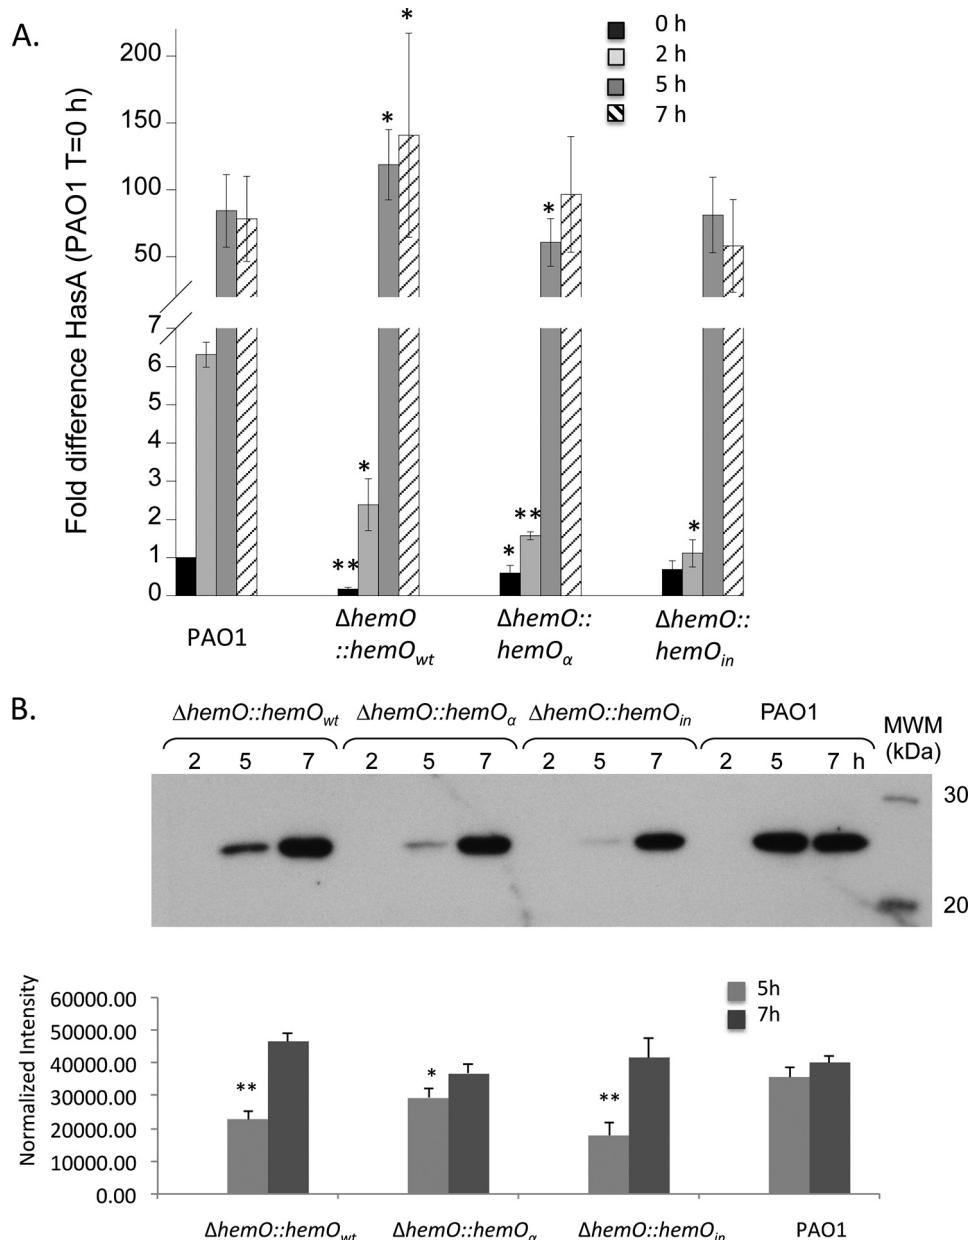 A.
0 h
2 h
5 h
7 h
Fold difference HasA (PAO1 T=0 h)
200
150
100
50
7
6
5
4
3
2
1
0
*
*
*
**
*
*
**
*
PAO1
ΔhemO
::hemOwt
ΔhemO::
hemOα
ΔhemO::
hemOin
B.
ΔhemO::hemOwt ΔhemO::hemOα ΔhemO::hemOin PAO1 MWM
(kDa)
2 5 7 2 5 7 2 5 7 2 5 7 h
30
20
Normalized Intensity
60000.00
50000.00
40000.00
30000.00
20000.00
10000.00
0.00
5h
7h
**
*
**
ΔhemO::hemOwt ΔhemO::hemOα ΔhemO::hemOin PAO1